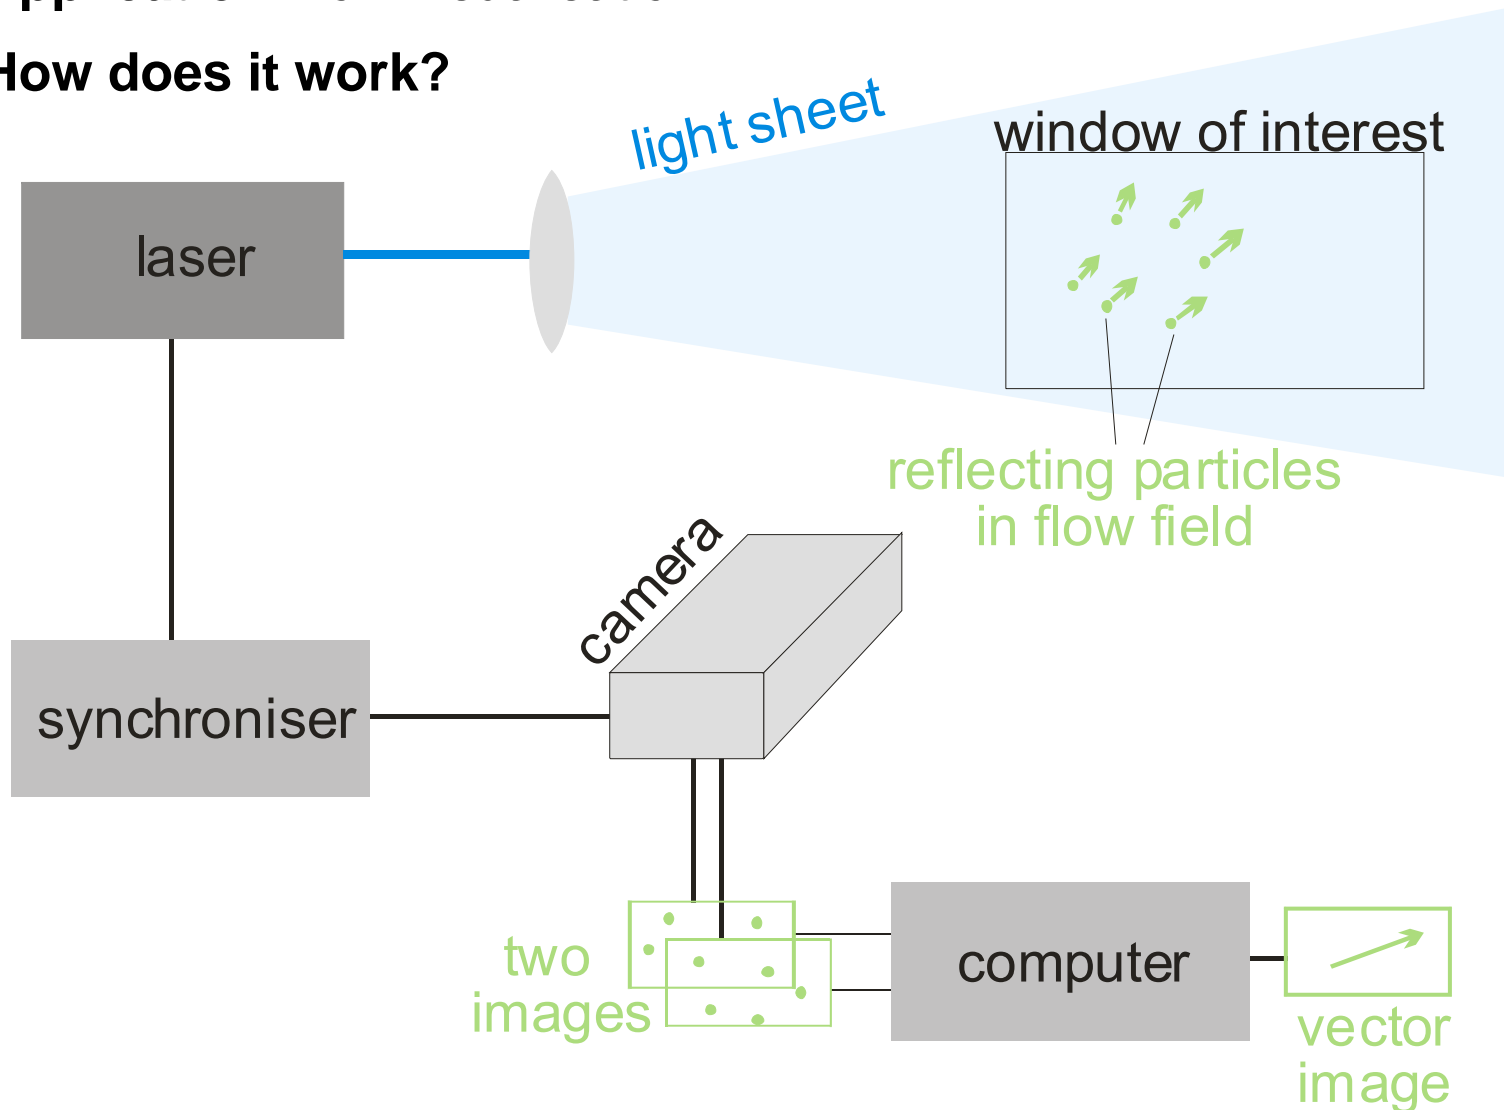 How does it work?
light sheet
window of interest
laser
reflecting particles
in flow field
camera
synchroniser
two
images
computer
vector
image